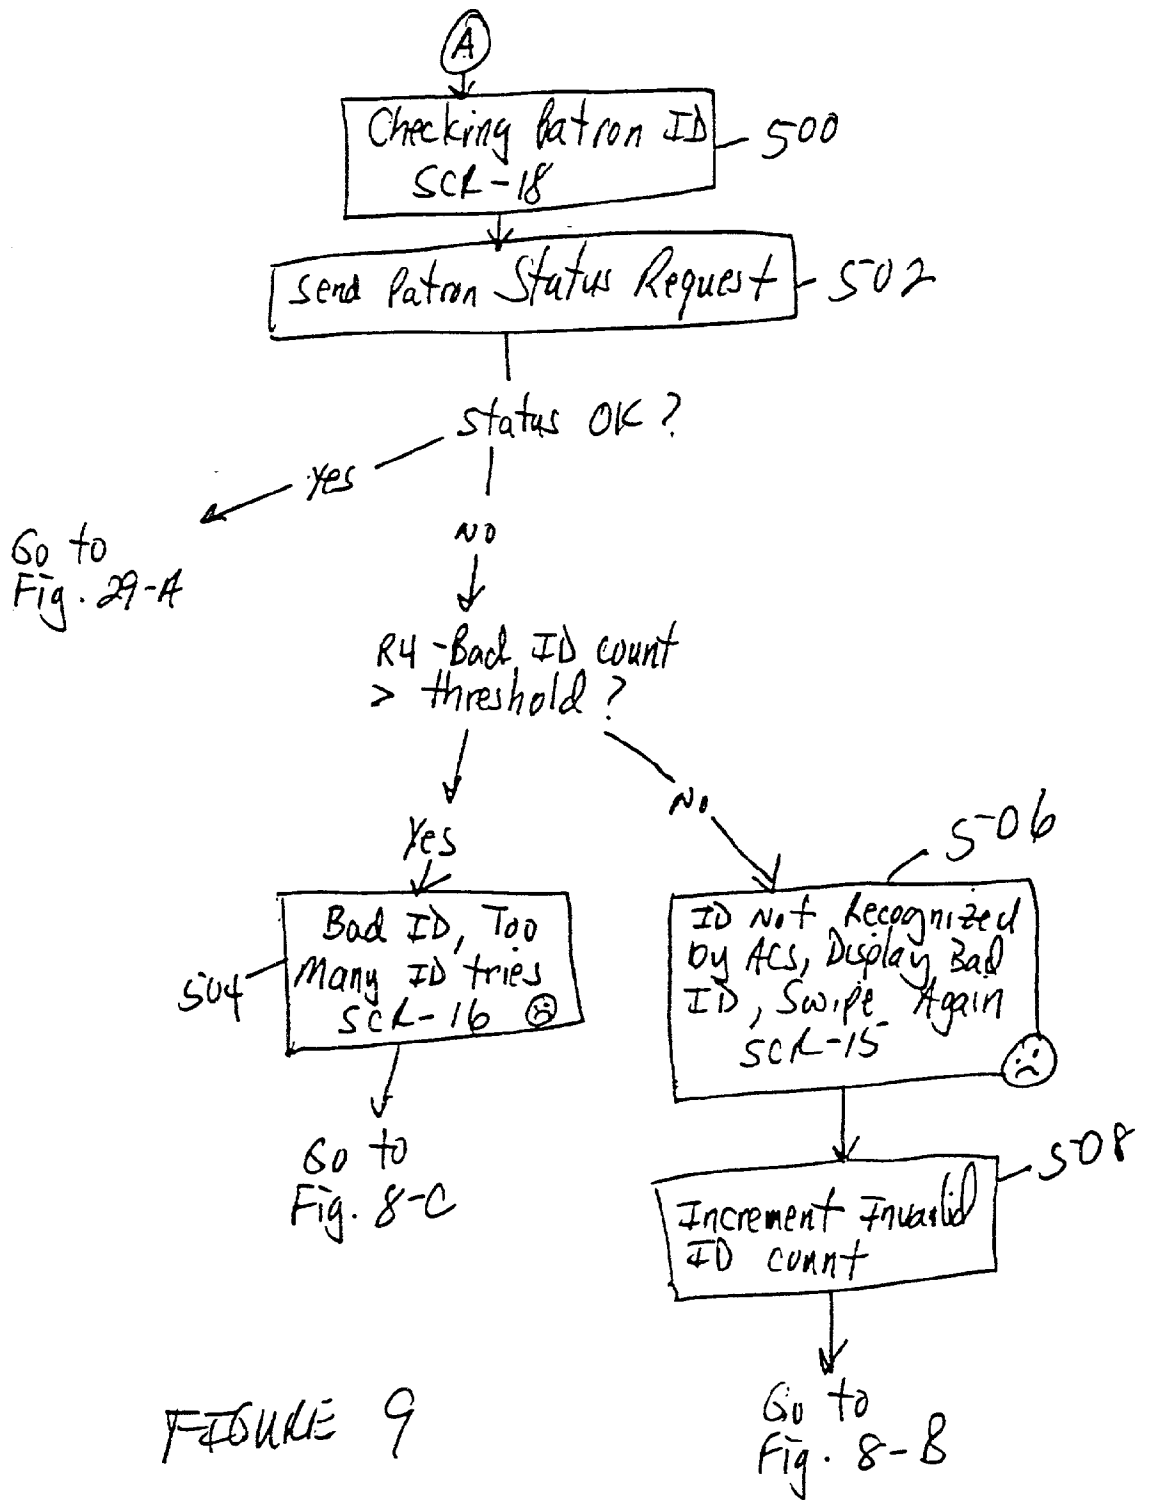 A
Checking Patron ID
SCR-18
500
Send Patron Status Request
502
Status OK?
Yes
Go to
Fig. 29-A
NO
R4-Bad ID count
> threshold?
Yes
No
506
Bad ID, Too
Many ID tries
SCR-16
504
ID Not Recognized
by ACS, Display Bad
ID, Swipe Again
SCR-15
Go to
Fig. 8-C
508
Increment Invalid
ID count
Go to
Fig. 8-B
FIGURE 9